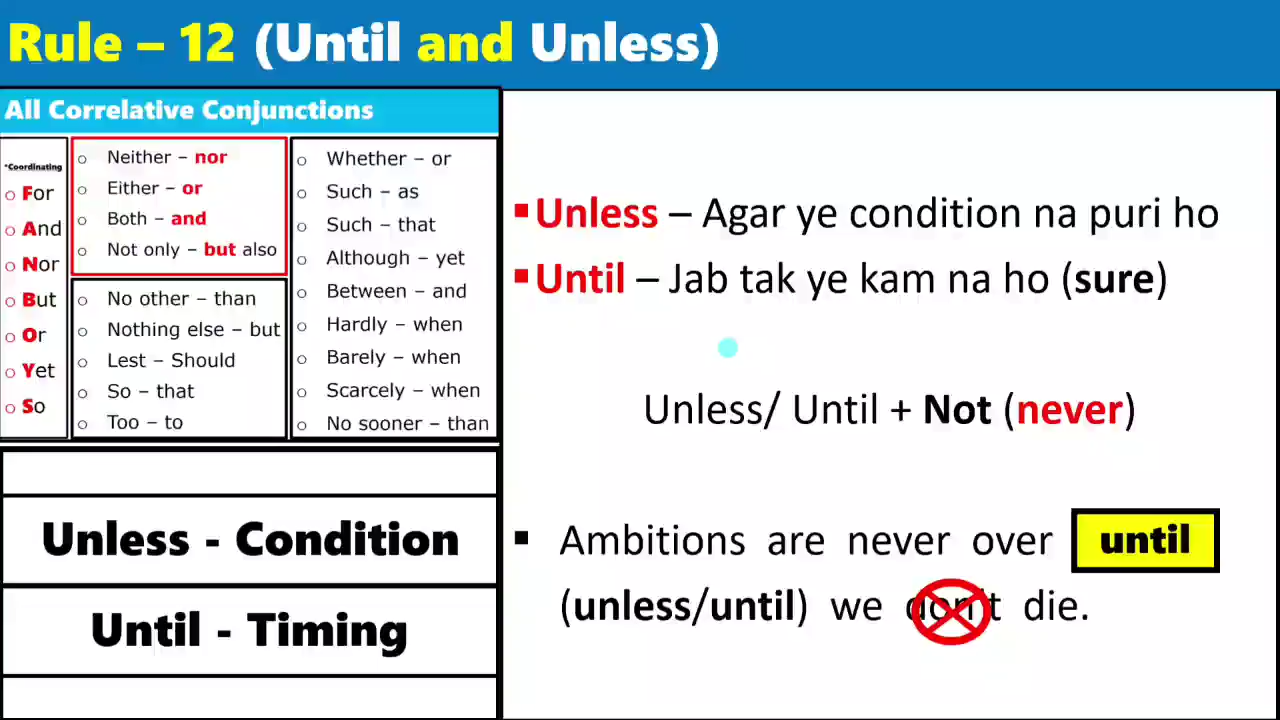 Rule – 12 (Until and Unless)
All Correlative Conjunctions
*Coordinating
For
And
Nor
But
Or
Yet
So
Neither – nor
Either – or
Both – and
Not only – but also
No other – than
Nothing else – but
Lest – Should
So – that
Too – to
Whether – or
Such – as
Such – that
Although – yet
Between – and
Hardly – when
Barely – when
Scarcely – when
No sooner – than
Unless - Condition
Until - Timing
Unless – Agar ye condition na puri ho
Until – Jab tak ye kam na ho (sure)
Unless/ Until + Not (never)
Ambitions are never over until
(unless/until) we don't die.